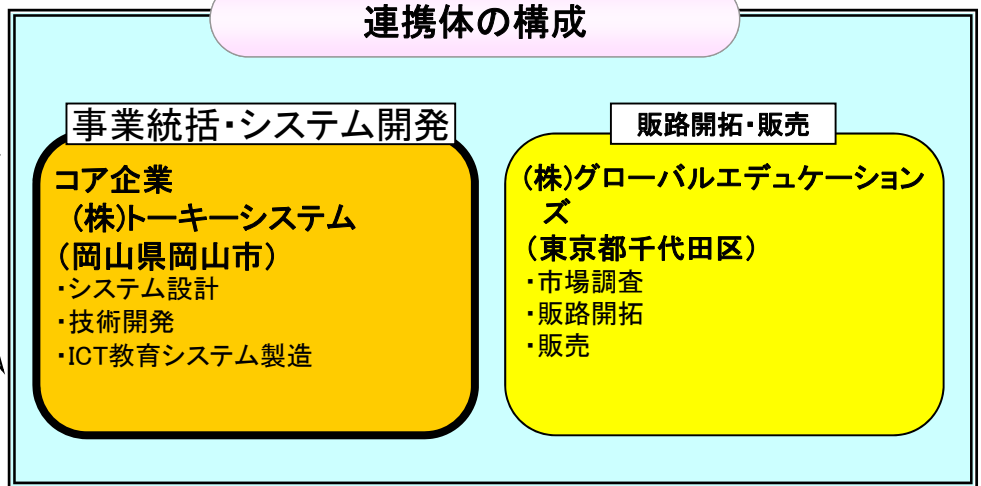 連携体の構成
事業統括・システム開発
コア企業
(株)トーキーシステム
(岡山県岡山市)
・システム設計
・技術開発
・ICT教育システム製造
販路開拓・販売
(株)グローバルエデュケーション
ズ
(東京都千代田区)
・市場調査
・販路開拓
・販売